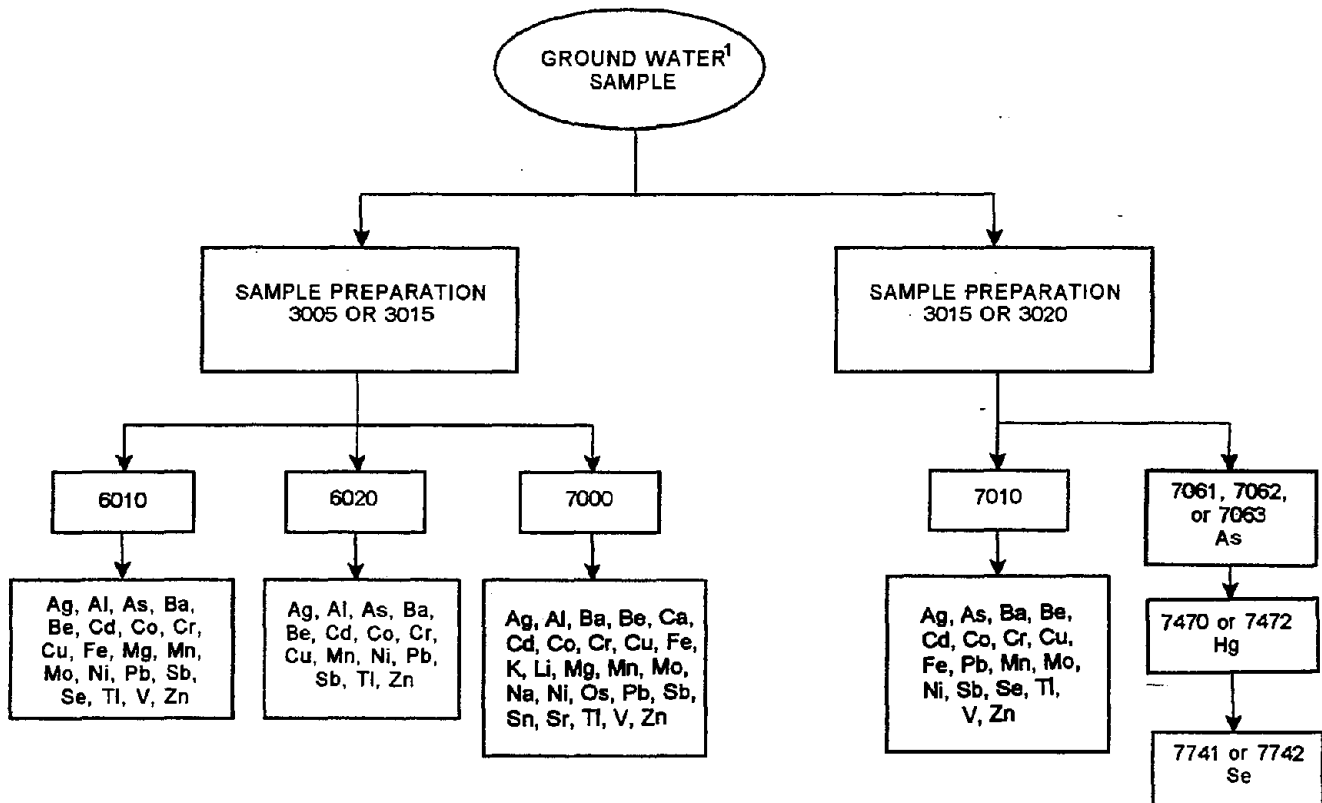 GROUND WATER¹
SAMPLE
SAMPLE PREPARATION
3005 OR 3015
SAMPLE PREPARATION
3015 OR 3020
6010
6020
7000
7010
7061, 7062,
or 7063
As
Ag, Al, As, Ba,
Be, Cd, Co, Cr,
Cu, Fe, Mg, Mn,
Mo, Ni, Pb, Sb,
Se, Tl, V, Zn
Ag, Al, As, Ba,
Be, Cd, Co, Cr,
Cu, Mn, Ni, Pb,
Sb, Tl, Zn
Ag, Al, Ba, Be, Ca,
Cd, Co, Cr, Cu, Fe,
K, Li, Mg, Mn, Mo,
Na, Ni, Os, Pb, Sb,
Sn, Sr, Tl, V, Zn
Ag, As, Ba, Be,
Cd, Co, Cr, Cu,
Fe, Pb, Mn, Mo,
Ni, Sb, Se, Tl,
V, Zn
7470 or 7472
Hg
7741 or 7742
Se